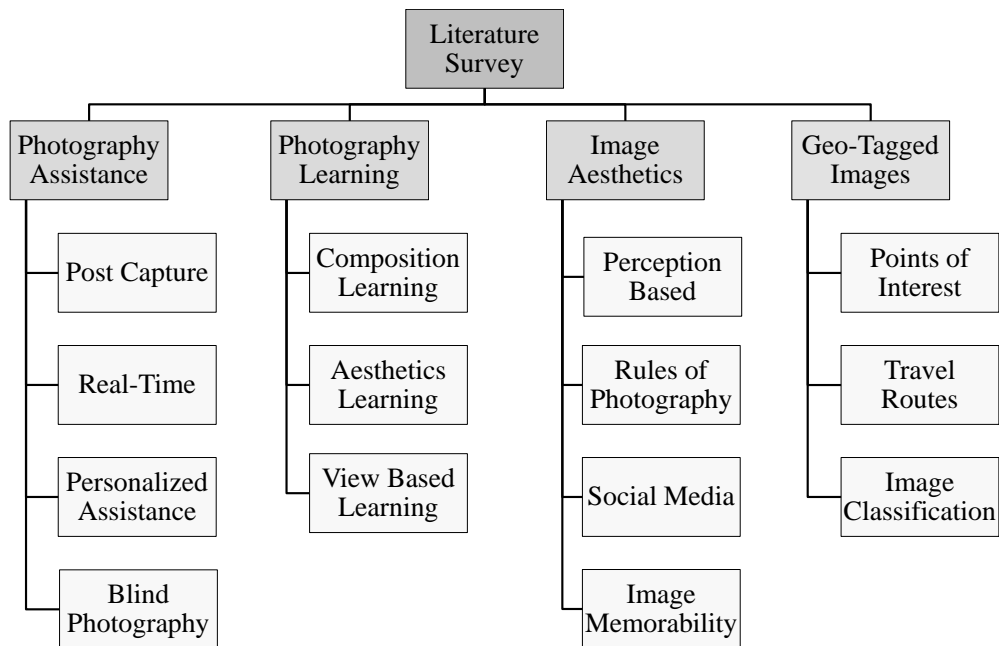 Literature
Survey
Photography
Assistance
Photography
Learning
Image
Aesthetics
Geo-Tagged
Images
Post Capture
Real-Time
Personalized
Assistance
Blind
Photography
Composition
Learning
Aesthetics
Learning
View Based
Learning
Perception
Based
Rules of
Photography
Social Media
Image
Memorability
Points of
Interest
Travel
Routes
Image
Classification